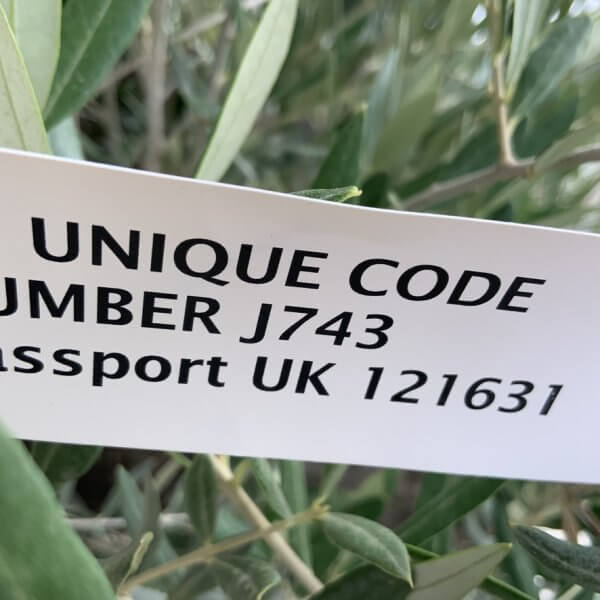 UNIQUE CODE
UMBER J743
assport UK 121631